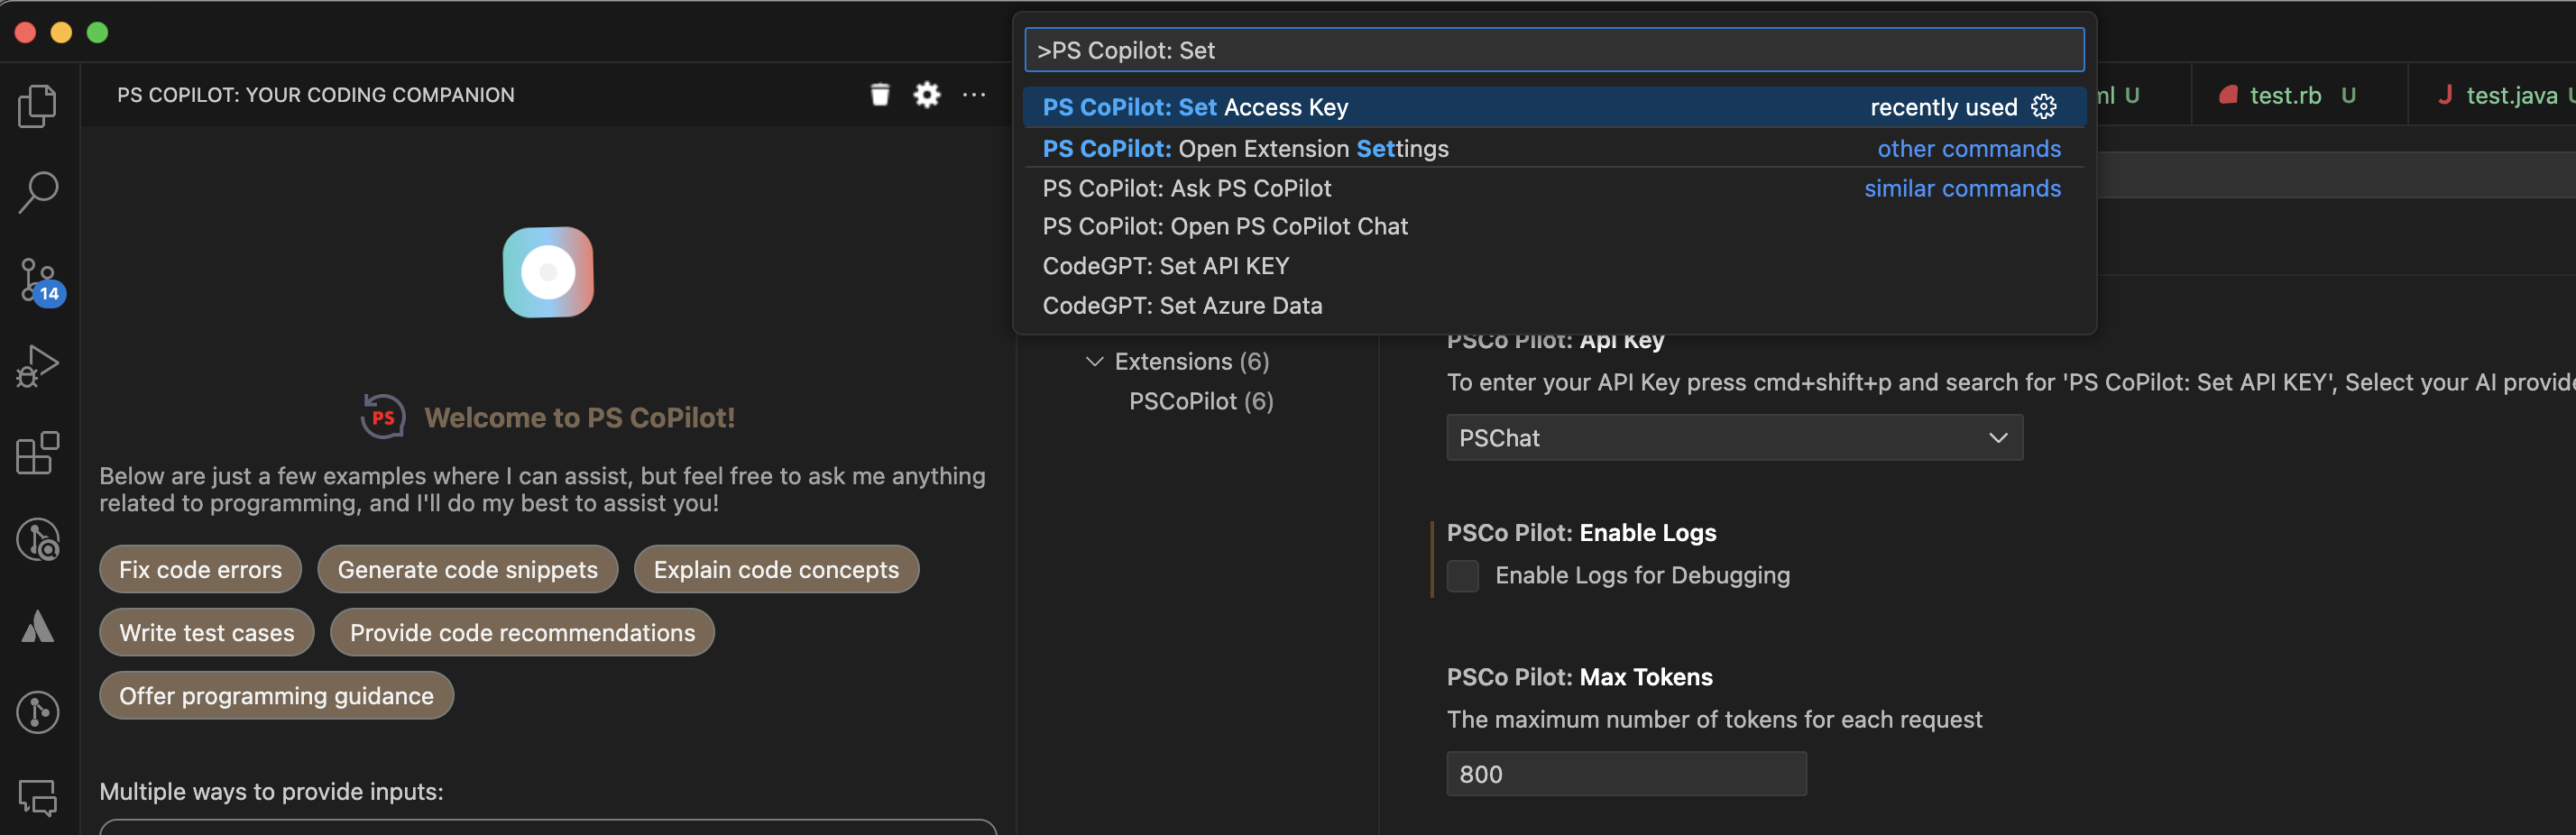 PS COPILOT: YOUR CODING COMPANION
>PS Copilot: Set
PS CoPilot: Set Access Key recently used
PS CoPilot: Open Extension Settings other commands
PS CoPilot: Ask PS CoPilot similar commands
PS CoPilot: Open PS CoPilot Chat
CodeGPT: Set API KEY
CodeGPT: Set Azure Data
ml U
test.rb U
J test.java U
14
PS
Welcome to PS CoPilot!
Below are just a few examples where I can assist, but feel free to ask me anything
related to programming, and I'll do my best to assist you!
Fix code errors
Generate code snippets
Explain code concepts
Write test cases
Provide code recommendations
Offer programming guidance
Multiple ways to provide inputs:
Extensions (6)
PSCoPilot (6)
PSCo Pilot: Api Key
To enter your API Key press cmd+shift+p and search for 'PS CoPilot: Set API KEY', Select your AI provide
PSChat
PSCo Pilot: Enable Logs
Enable Logs for Debugging
PSCo Pilot: Max Tokens
The maximum number of tokens for each request
800